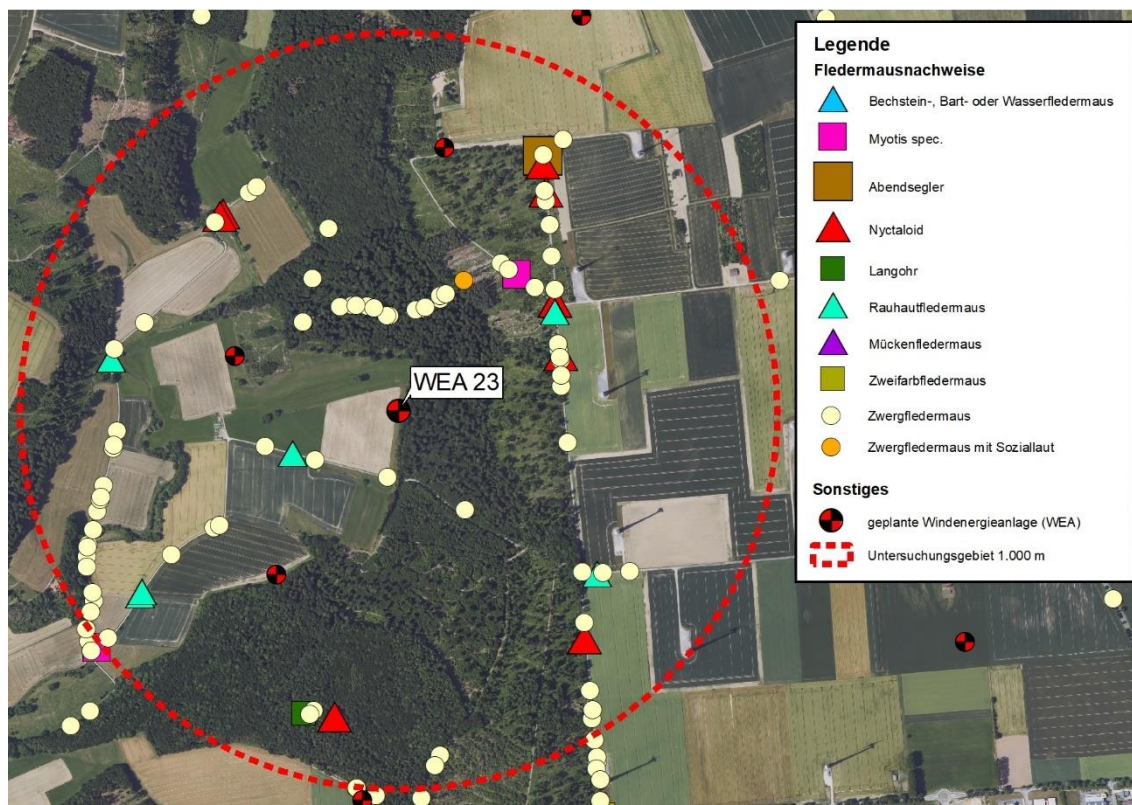 Legende
Fledermausnachweise
Bechstein-, Bart- oder Wasserfledermaus
Myotis spec.
Abendsegler
Nyctaloid
Langohr
Rauhautfledermaus
Mückenfledermaus
Zweifarbfledermaus
Zwergfledermaus
Zwergfledermaus mit Soziallaut
Sonstiges
geplante Windenergieanlage (WEA)
Untersuchungsgebiet 1.000 m
WEA 23